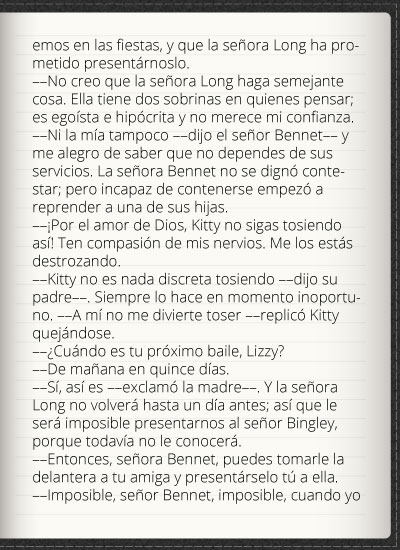 emos en las fiestas, y que la señora Long ha pro-
metido presentárnoslo.
––No creo que la señora Long haga semejante
cosa. Ella tiene dos sobrinas en quienes pensar;
es egoísta e hipócrita y no merece mi confianza.
––Ni la mía tampoco ––dijo el señor Bennet–– y
me alegro de saber que no dependes de sus
servicios. La señora Bennet no se dignó conte-
star; pero incapaz de contenerse empezó a
reprender a una de sus hijas.
––¡Por el amor de Dios, Kitty no sigas tosiendo
así! Ten compasión de mis nervios. Me los estás
destrozando.
––Kitty no es nada discreta tosiendo ––dijo su
padre––. Siempre lo hace en momento inoportu-
no. ––A mí no me divierte toser ––replicó Kitty
quejándose.
––¿Cuándo es tu próximo baile, Lizzy?
––De mañana en quince días.
––Sí, así es ––exclamó la madre––. Y la señora
Long no volverá hasta un día antes; así que le
será imposible presentarnos al señor Bingley,
porque todavía no le conocerá.
––Entonces, señora Bennet, puedes tomarle la
delantera a tu amiga y presentárselo tú a ella.
––Imposible, señor Bennet, imposible, cuando yo